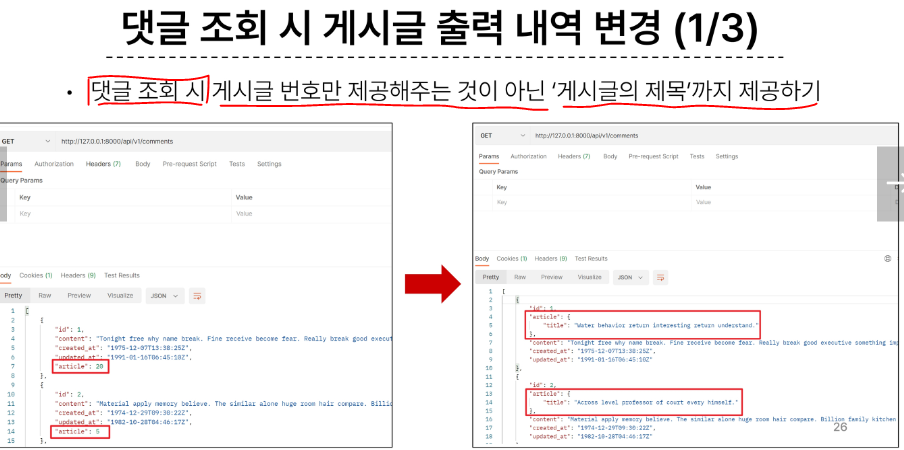 댓글 조회 시 게시글 출력 내역 변경 (1/3)
• 댓글 조회 시 게시글 번호만 제공해주는 것이 아닌 ‘게시글의 제목’까지 제공하기
GET http://127.0.0.1:8000/api/v1/comments
Params Authorization Headers (7) Body Pre-request Script Tests Settings
Query Params
Key Value
Key Value
Body Cookies (1) Headers (9) Test Results
Pretty Raw Preview Visualize JSON
1 [
2 {
3 "id": 1,
4 "content": "Tonight free why name break. Fine receive become fear. Really break good execut
5 "created_at": "1975-12-07T13:38:25Z",
6 "updated_at": "1991-01-16T06:45:10Z",
7 "article": 20
8 },
9 {
10 "id": 2,
11 "content": "Material apply memory believe. The similar alone huge room hair compare. Billio
12 "created_at": "1974-12-29T09:38:22Z",
13 "updated_at": "1982-10-28T04:46:17Z",
14 "article": 5
15 },
GET http://127.0.0.1:8000/api/v1/comments
Params Authorization Headers (7) Body Pre-request Script Tests Settings
Query Params
Key Value
Key Value
Body Cookies (1) Headers (9) Test Results
Pretty Raw Preview Visualize JSON
1 [
2 {
3 "id": 1,
4 "article": {
5 "title": "Water behavior return interesting return understand."
6 },
7 "content": "Tonight free why name break. Fine receive become fear. Really break good executive something imp
8 "created_at": "1975-12-07T13:38:25Z",
9 "updated_at": "1991-01-16T06:45:10Z"
10 },
11 {
12 "id": 2,
13 "article": {
14 "title": "Across level professor of court every himself."
15 },
16 "content": "Material apply memory believe. The similar alone huge room hair compare. Billion family kitchen
17 "created_at": "1974-12-29T09:38:22Z",
18 "updated_at": "1982-10-28T04:46:17Z"
26